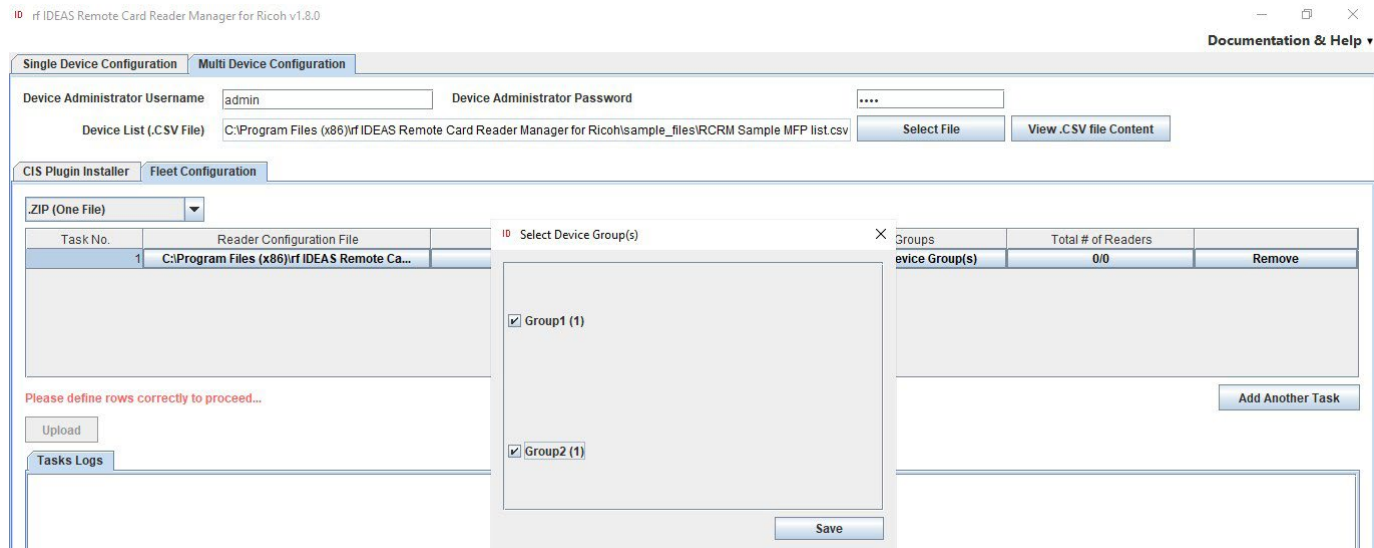 ID rf IDEAS Remote Card Reader Manager for Ricoh v1.8.0
Documentation & Help
Single Device Configuration Multi Device Configuration
Device Administrator Username admin Device Administrator Password ••••
Device List (.CSV File) C:\Program Files (x86)\rf IDEAS Remote Card Reader Manager for Ricoh\sample_files\RCRM Sample MFP list.csv Select File View .CSV file Content
CIS Plugin Installer Fleet Configuration
.ZIP (One File)
ID Select Device Group(s)
Task No. Reader Configuration File Groups Total # of Readers
1 C:\Program Files (x86)\rf IDEAS Remote Ca... evice Group(s) 0/0 Remove
Group1 (1)
Please define rows correctly to proceed... Add Another Task
Upload
Group2 (1)
Tasks Logs
Save